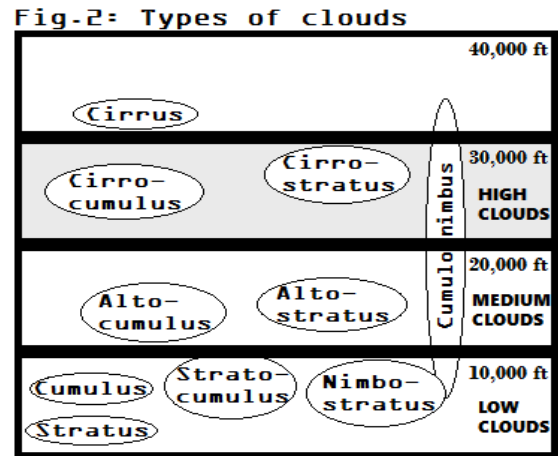 Fig.2: Types of clouds
40,000 ft
Cirrus
30,000 ft
Cirro-
cumulus
Cirro-
stratus
HIGH
CLOUDS
Cumulo nimbus
20,000 ft
Alto-
cumulus
Alto-
stratus
MEDIUM
CLOUDS
10,000 ft
Cumulus
Strato-
cumulus
Nimbo-
stratus
Stratus
LOW
CLOUDS